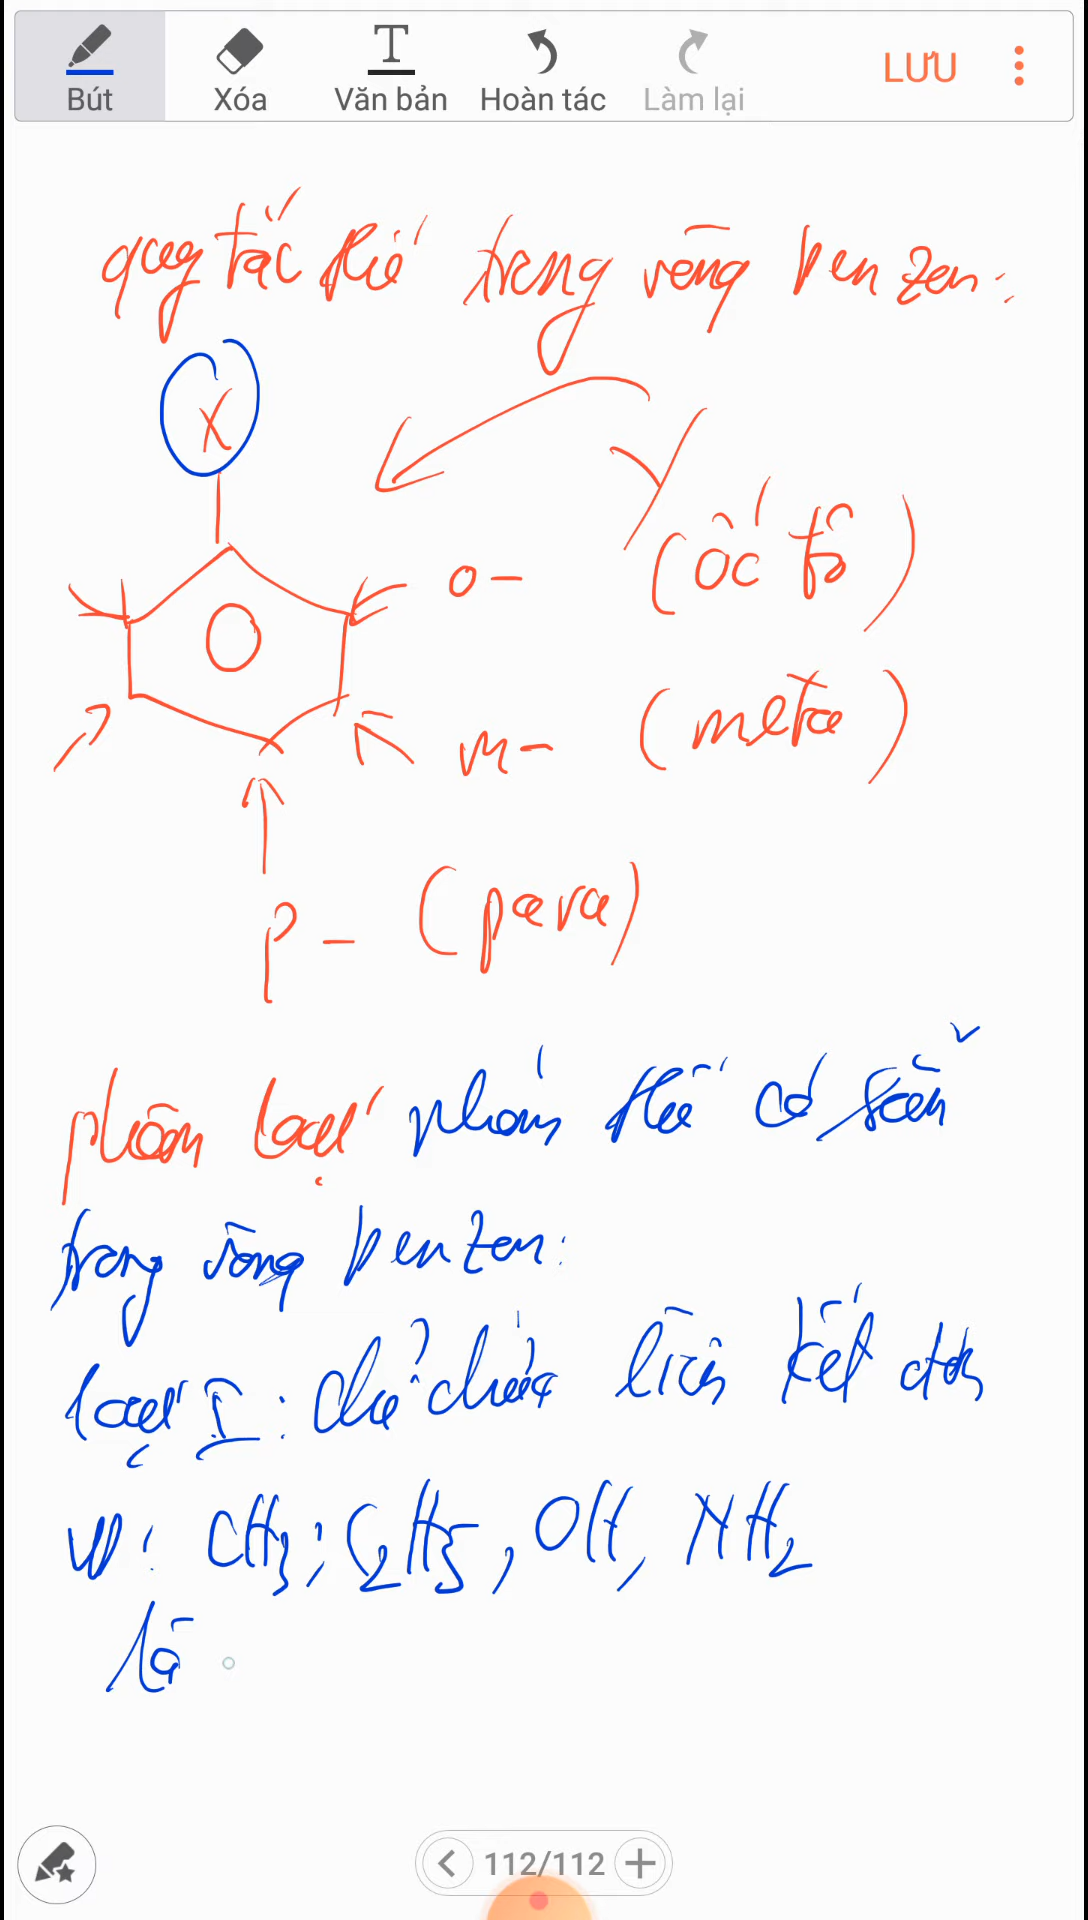 Bút Xóa Văn bản Hoàn tác Làm lại LƯU
quy tắc thế trong vòng benzen:
X
Y
o- (ốc tô)
m- (meta)
p- (para)
phân loại nhóm thế có sẵn
trong vòng benzen:
loại I: chỉ chứa liên kết đơn
VD: CH3; C2H5, OH, NH2
là
112/112